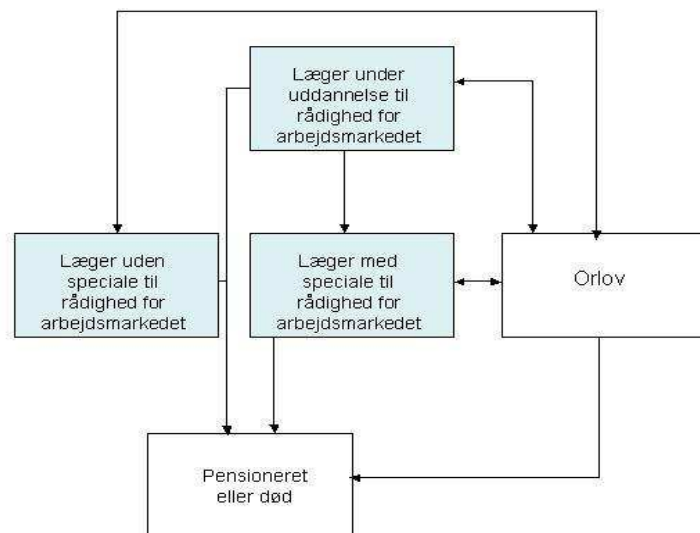 Læger under
uddannelse til
rådighed for
arbejdsmarkedet
Læger uden
speciale til
rådighed for
arbejdsmarkedet
Læger med
speciale til
rådighed for
arbejdsmarkedet
Orlov
Pensioneret
eller død